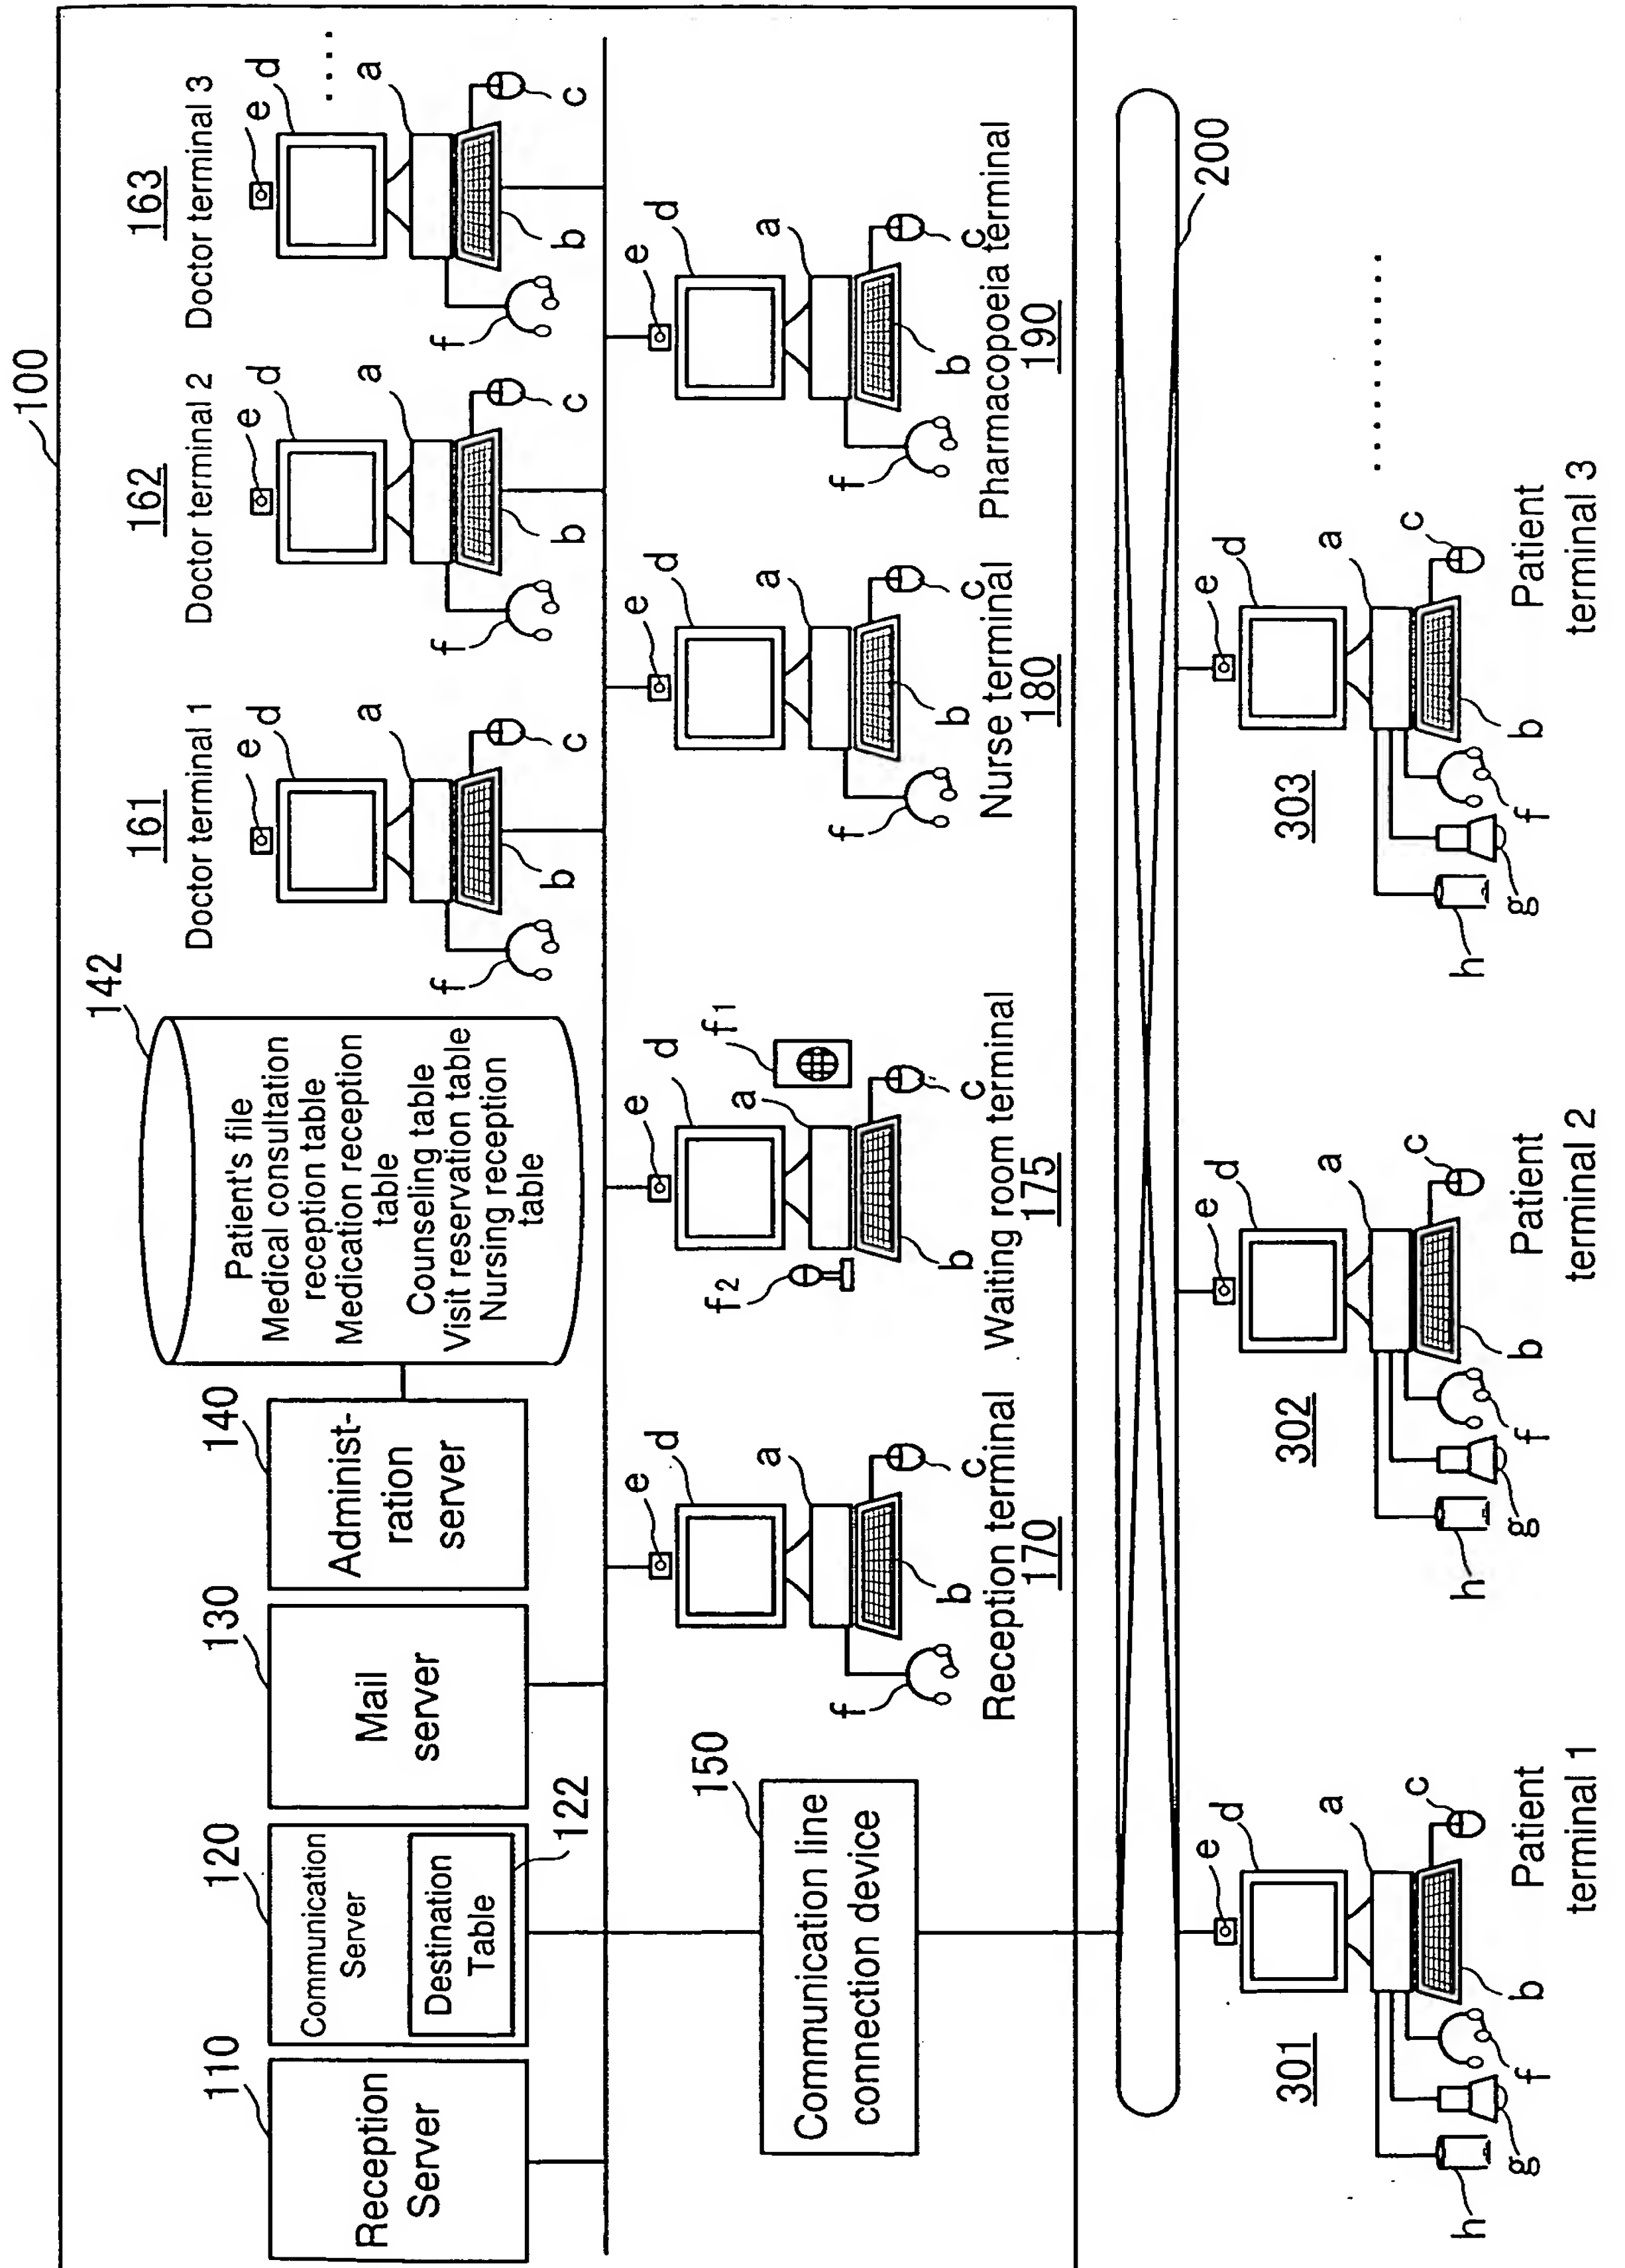 100
110
Reception
Server
120
Communication
Server
Destination
Table
122
130
Mail
server
140
Administ-
ration
server
142
Patient's file
Medical consultation
reception table
Medication reception
table
Counseling table
Visit reservation table
Nursing reception
table
161
Doctor terminal 1
e
d
a
c
b
f
162
Doctor terminal 2
e
d
a
c
b
f
163
Doctor terminal 3
e
d
a
c
b
f
....
150
Communication line
connection device
e
d
a
c
b
f
Reception terminal
170
e
d
a
f1
f2
c
b
Waiting room terminal
175
e
d
a
c
b
f
Nurse terminal
180
e
d
a
c
b
f
Pharmacopoeia terminal
190
200
301
e
d
a
c
b
f
g
h
Patient
terminal 1
302
e
d
a
c
b
f
g
h
Patient
terminal 2
303
e
d
a
c
b
f
g
h
Patient
terminal 3
..........